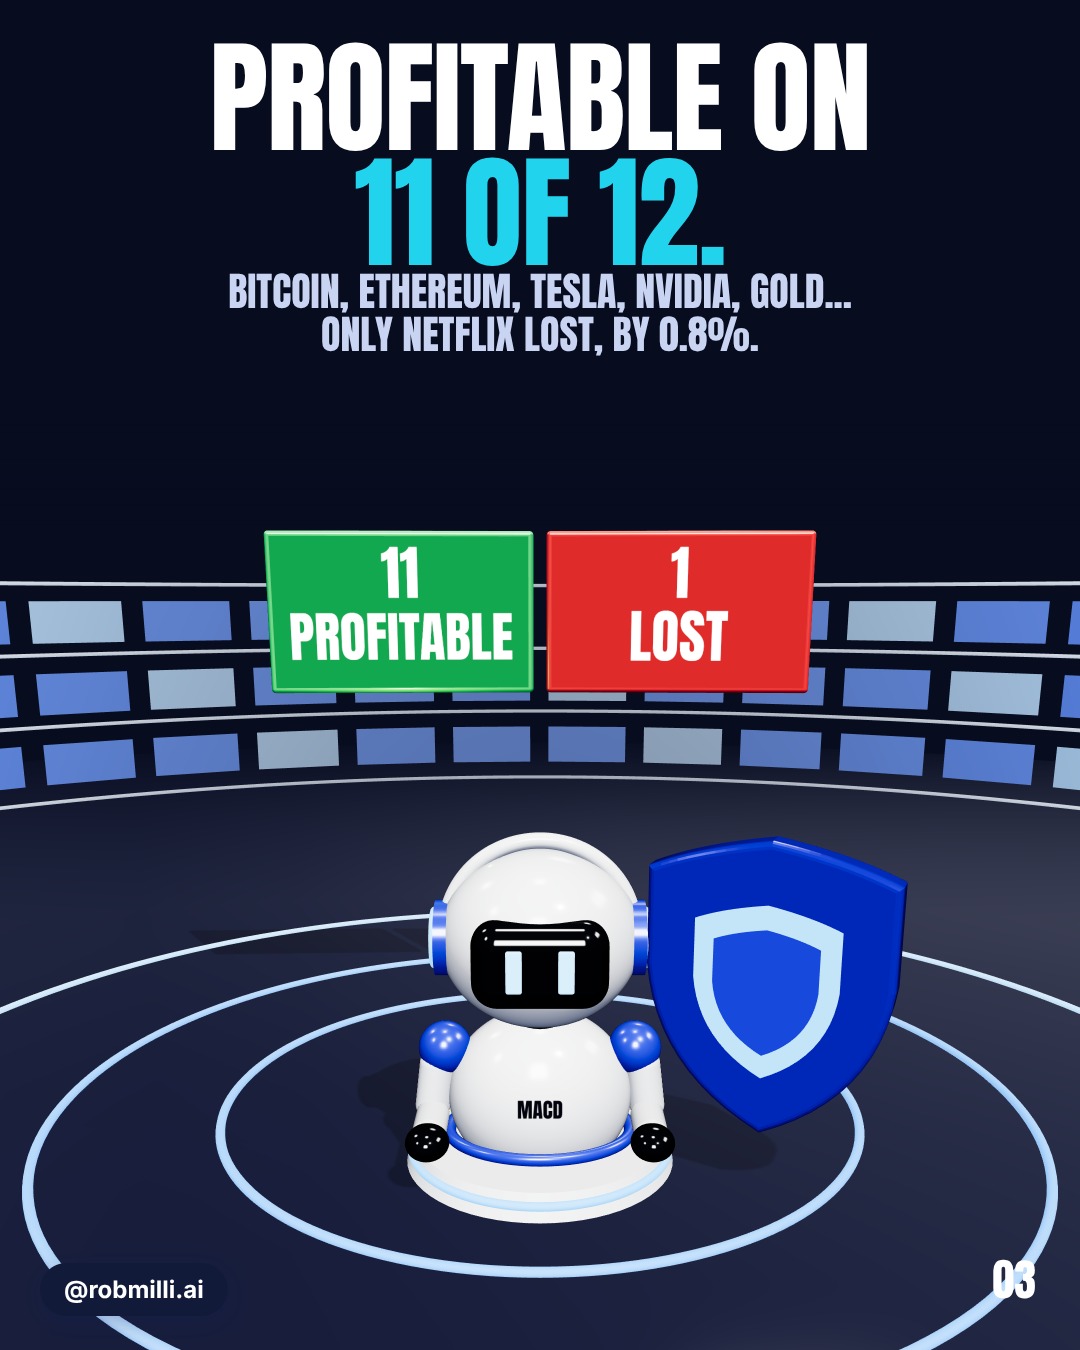 PROFITABLE ON
11 OF 12.
BITCOIN, ETHEREUM, TESLA, NVIDIA, GOLD...
ONLY NETFLIX LOST, BY 0.8%.
11
PROFITABLE
1
LOST
MACD
@robmilli.ai
03